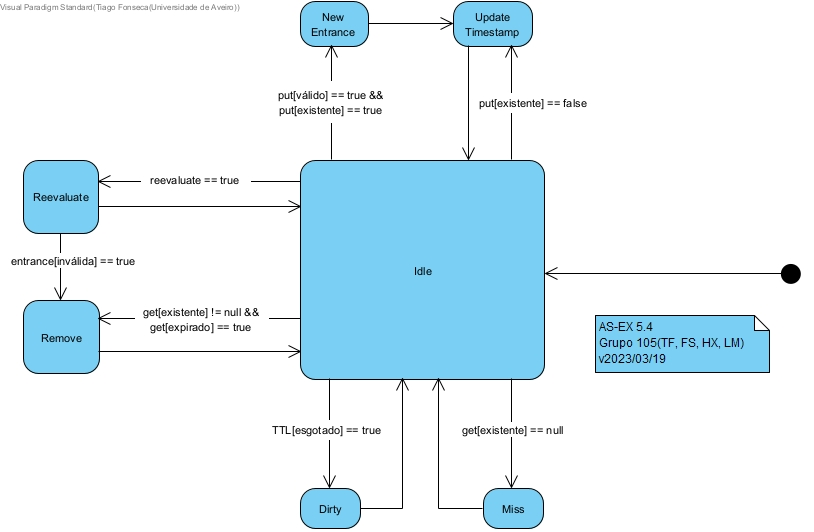 Visual Paradigm Standard(Tiago Fonseca(Universidade de Aveiro))
New
Entrance
Update
Timestamp
put[válido] == true &&
put[existente] == true
put[existente] == false
reevaluate == true
Reevaluate
Idle
entrance[inválida] == true
get[existente] != null &&
get[expirado] == true
Remove
AS-EX 5.4
Grupo 105(TF, FS, HX, LM)
v2023/03/19
TTL[esgotado] == true
get[existente] == null
Dirty
Miss